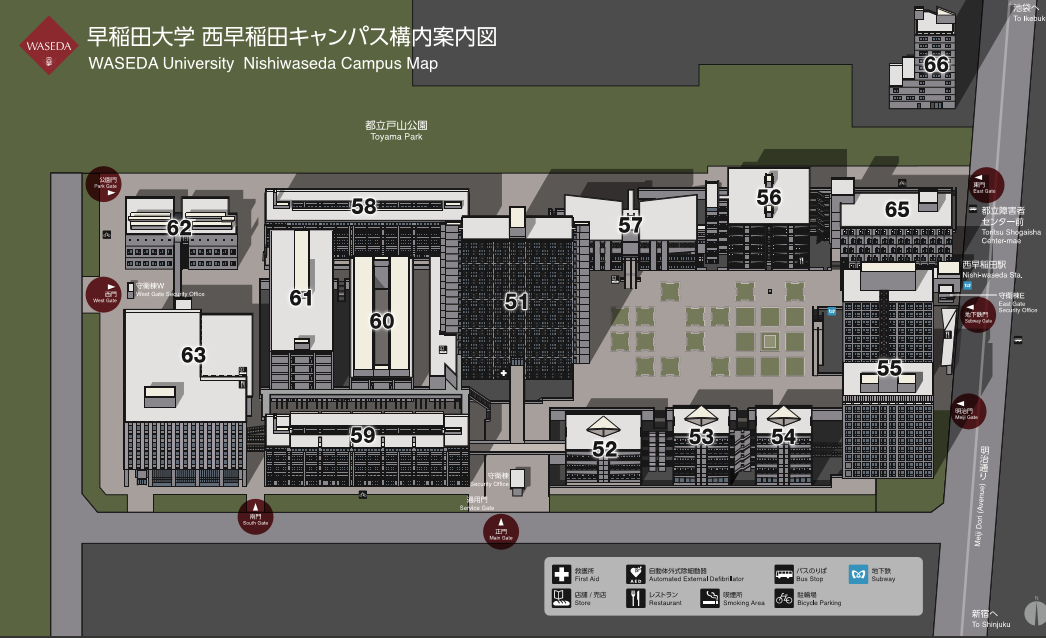 WASEDA
早稲田大学 西早稲田キャンパス構内案内図
WASEDA University Nishiwaseda Campus Map
池袋へ
To Ikebuk
66
都立戸山公園
Toyama Park
公園門
Park Gate
東門
East Gate
都立障害者
センター前
Toritsu Shogaisha
Center-mae
62
58
57
56
65
西早稲田駅
Nishi-waseda Sta.
守衛棟W
West Gate Security Office
西門
West Gate
守衛棟E
East Gate
Security Office
地下鉄門
Subway Gate
61
60
51
63
55
明治門
Meiji Gate
59
52
53
54
明治通り
Meiji Dori (Avenue)
守衛棟
Security Office
通用門
Service Gate
南門
South Gate
正門
Main Gate
救護所
First Aid
自動体外式除細動器
Automated External Defibrillator
AED
バスのりば
Bus Stop
地下鉄
Subway
店舗 / 売店
Store
レストラン
Restaurant
喫煙所
Smoking Area
駐輪場
Bicycle Parking
新宿へ
To Shinjuku
N